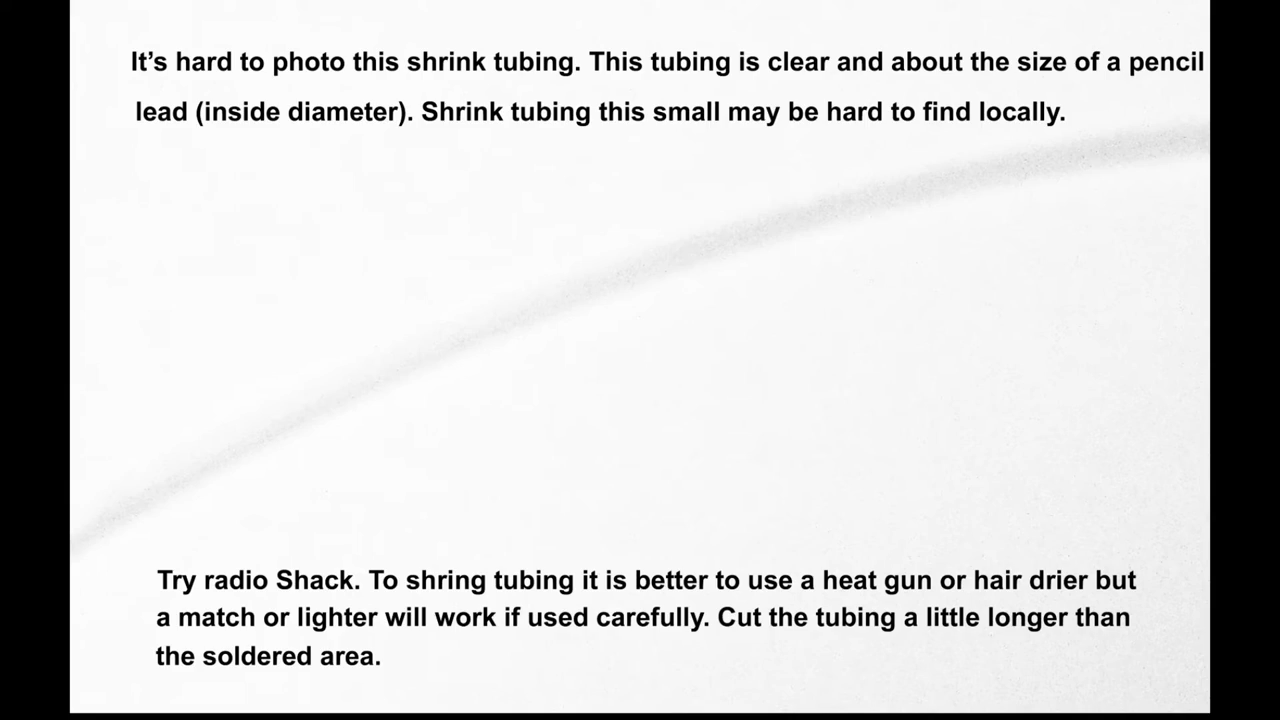 It’s hard to photo this shrink tubing. This tubing is clear and about the size of a pencil
lead (inside diameter). Shrink tubing this small may be hard to find locally.
Try radio Shack. To shring tubing it is better to use a heat gun or hair drier but
a match or lighter will work if used carefully. Cut the tubing a little longer than
the soldered area.